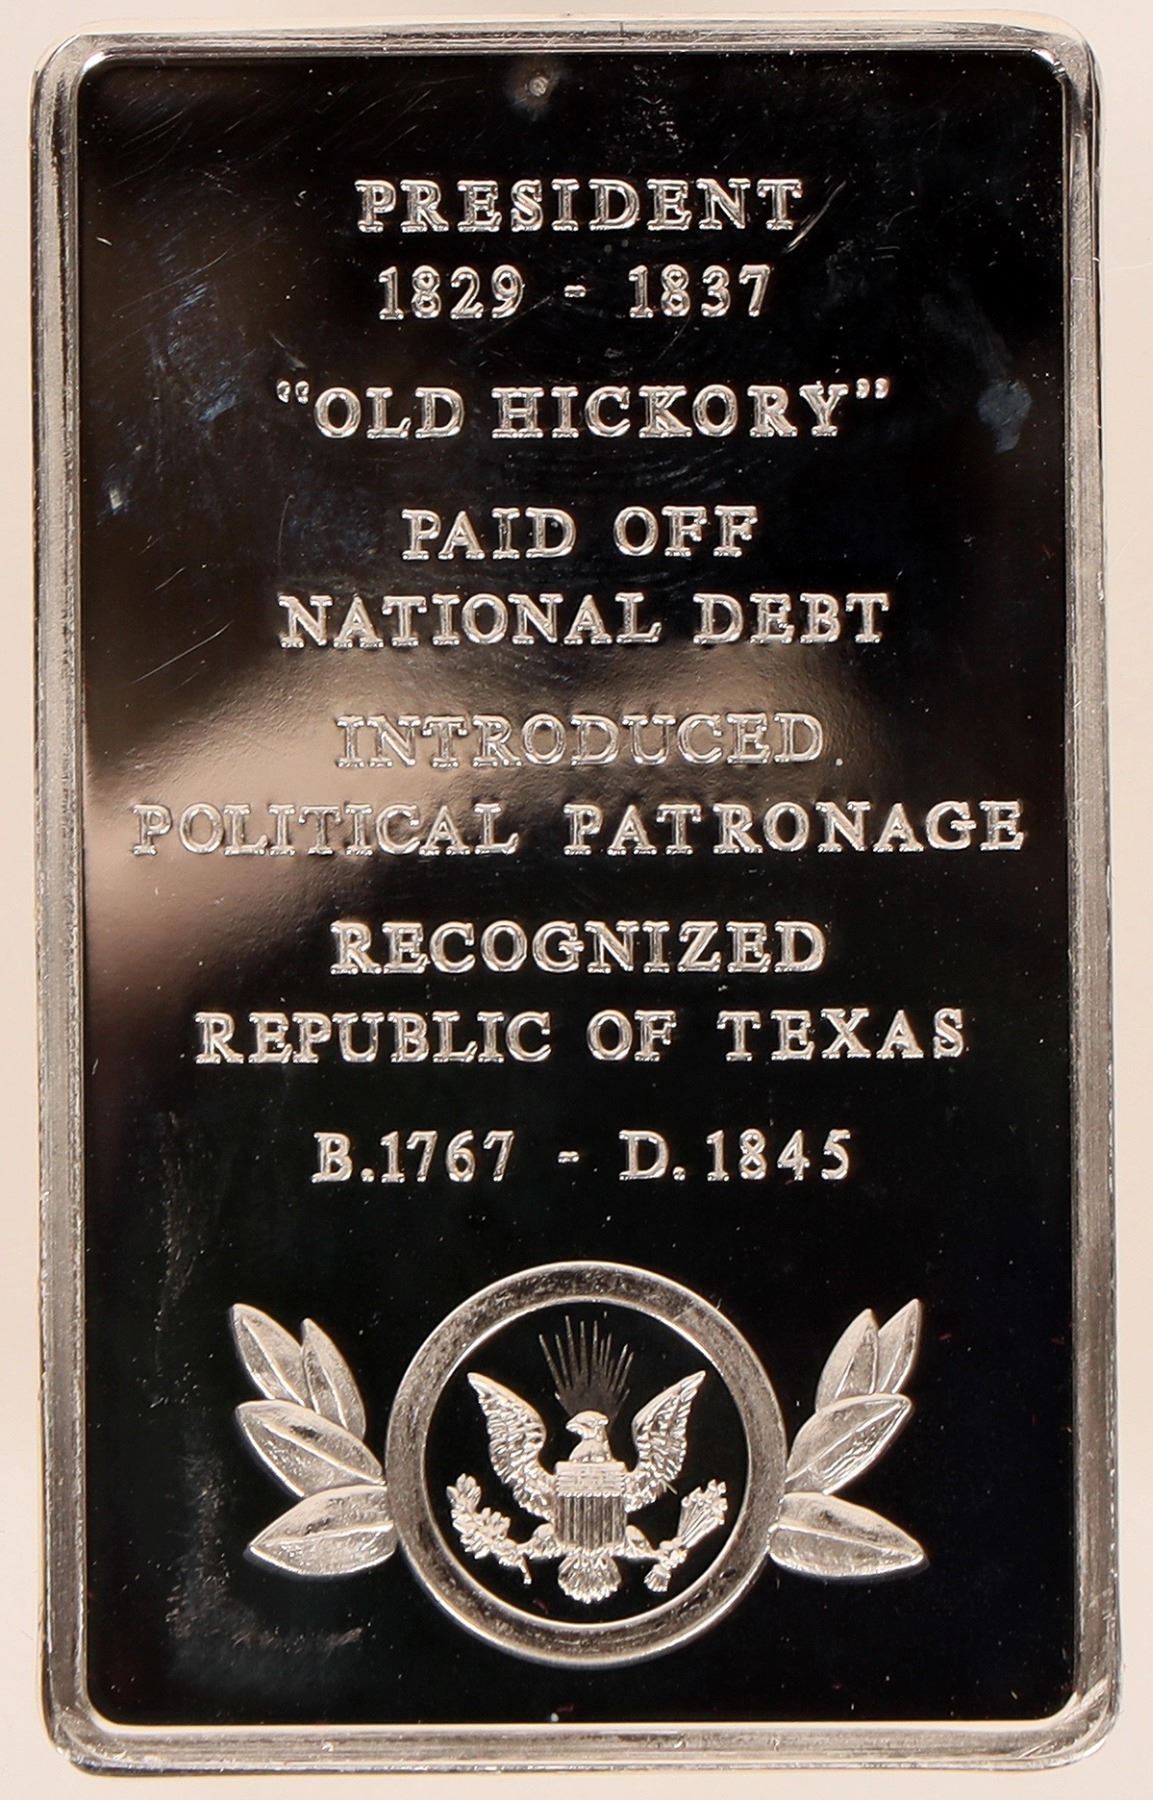 PRESIDENT
1829 - 1837
“OLD HICKORY”
PAID OFF
NATIONAL DEBT
INTRODUCED
POLITICAL PATRONAGE
RECOGNIZED
REPUBLIC OF TEXAS
B.1767 - D.1845